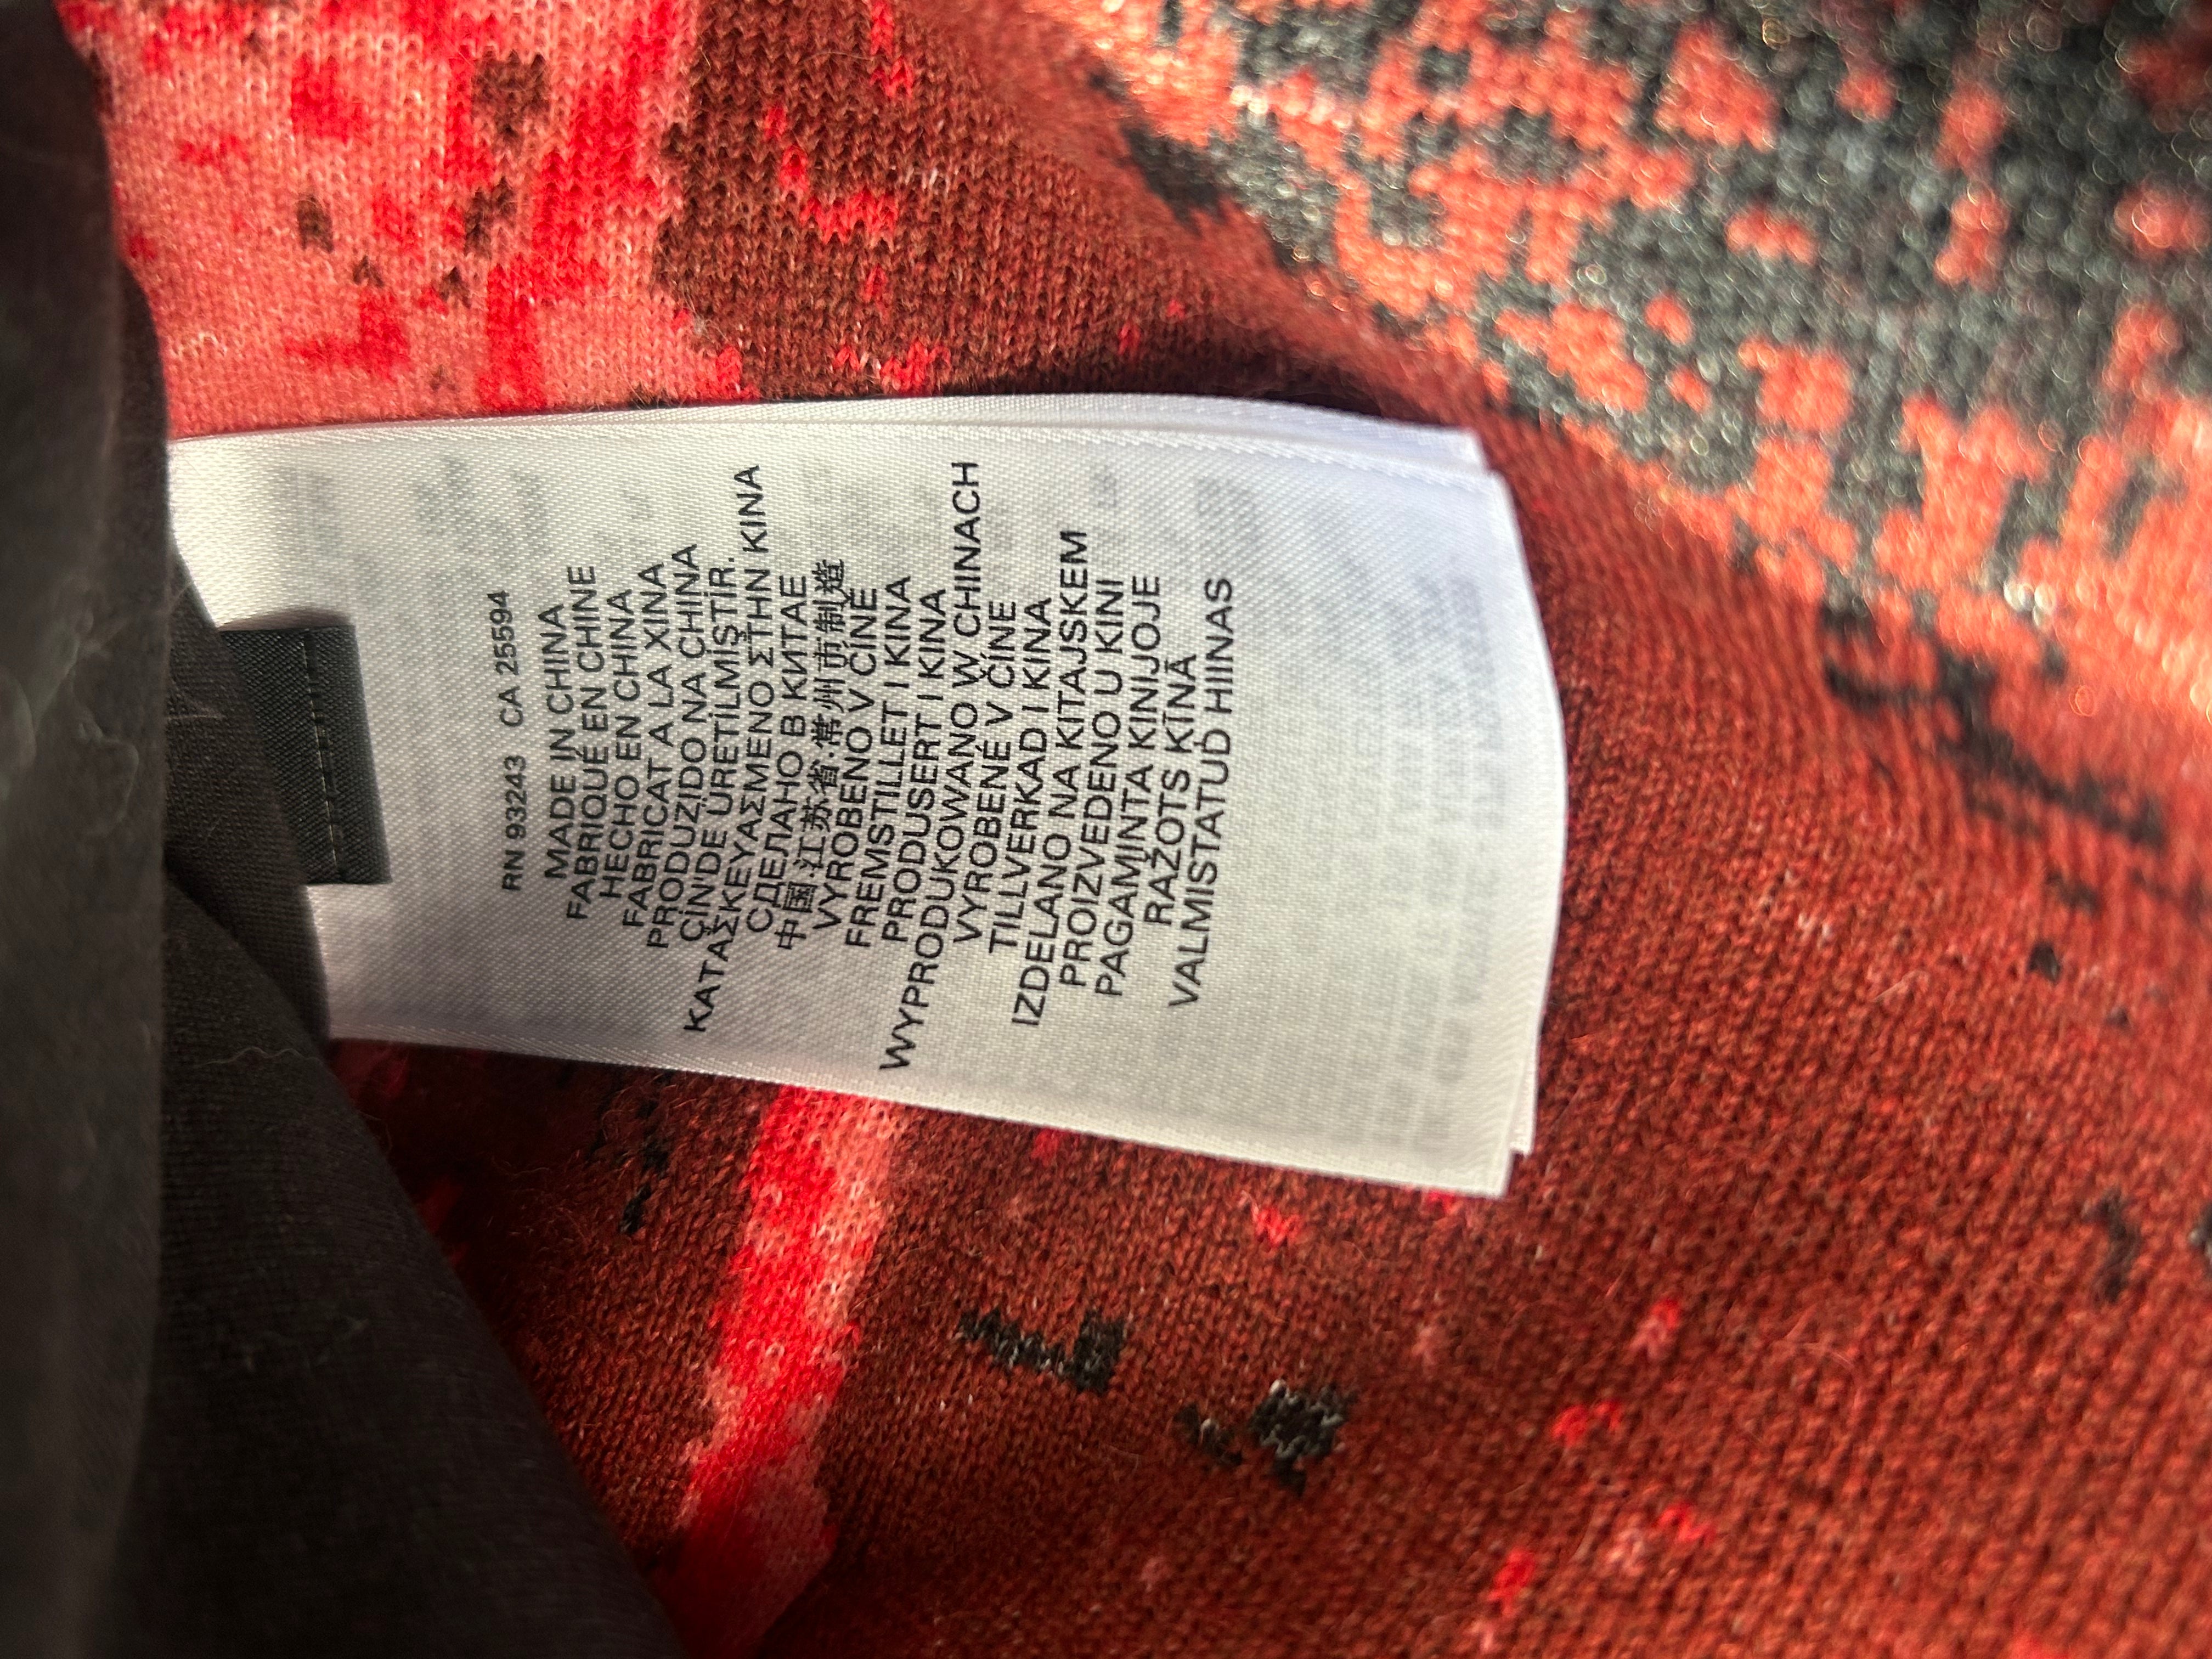 RN 93243 CA 25594
MADE IN CHINA
FABRIQUÉ EN CHINE
HECHO EN CHINA
FABRICAT A LA XINA
PRODUZIDO NA CHINA
ÇİNDE ÜRETİLMİŞTİR.
ΚΑΤΑΣΚΕΥΑΣΜΕΝΟ ΣΤΗΝ ΚΙΝΑ
СДЕЛАНО В КИТАЕ
中国·江苏省·常州市制造
VYROBENO V ČÍNĚ
FREMSTILLET I KINA
PRODUSERT I KINA
WYPRODUKOWANO W CHINACH
VYROBENÉ V ČÍNE
TILLVERKAD I KINA
IZDELANO NA KITAJSKEM
PROIZVEDENO U KINI
PAGAMINTA KINIJOJE
RAŽOTS ĶĪNĀ
VALMISTATUD HIINAS